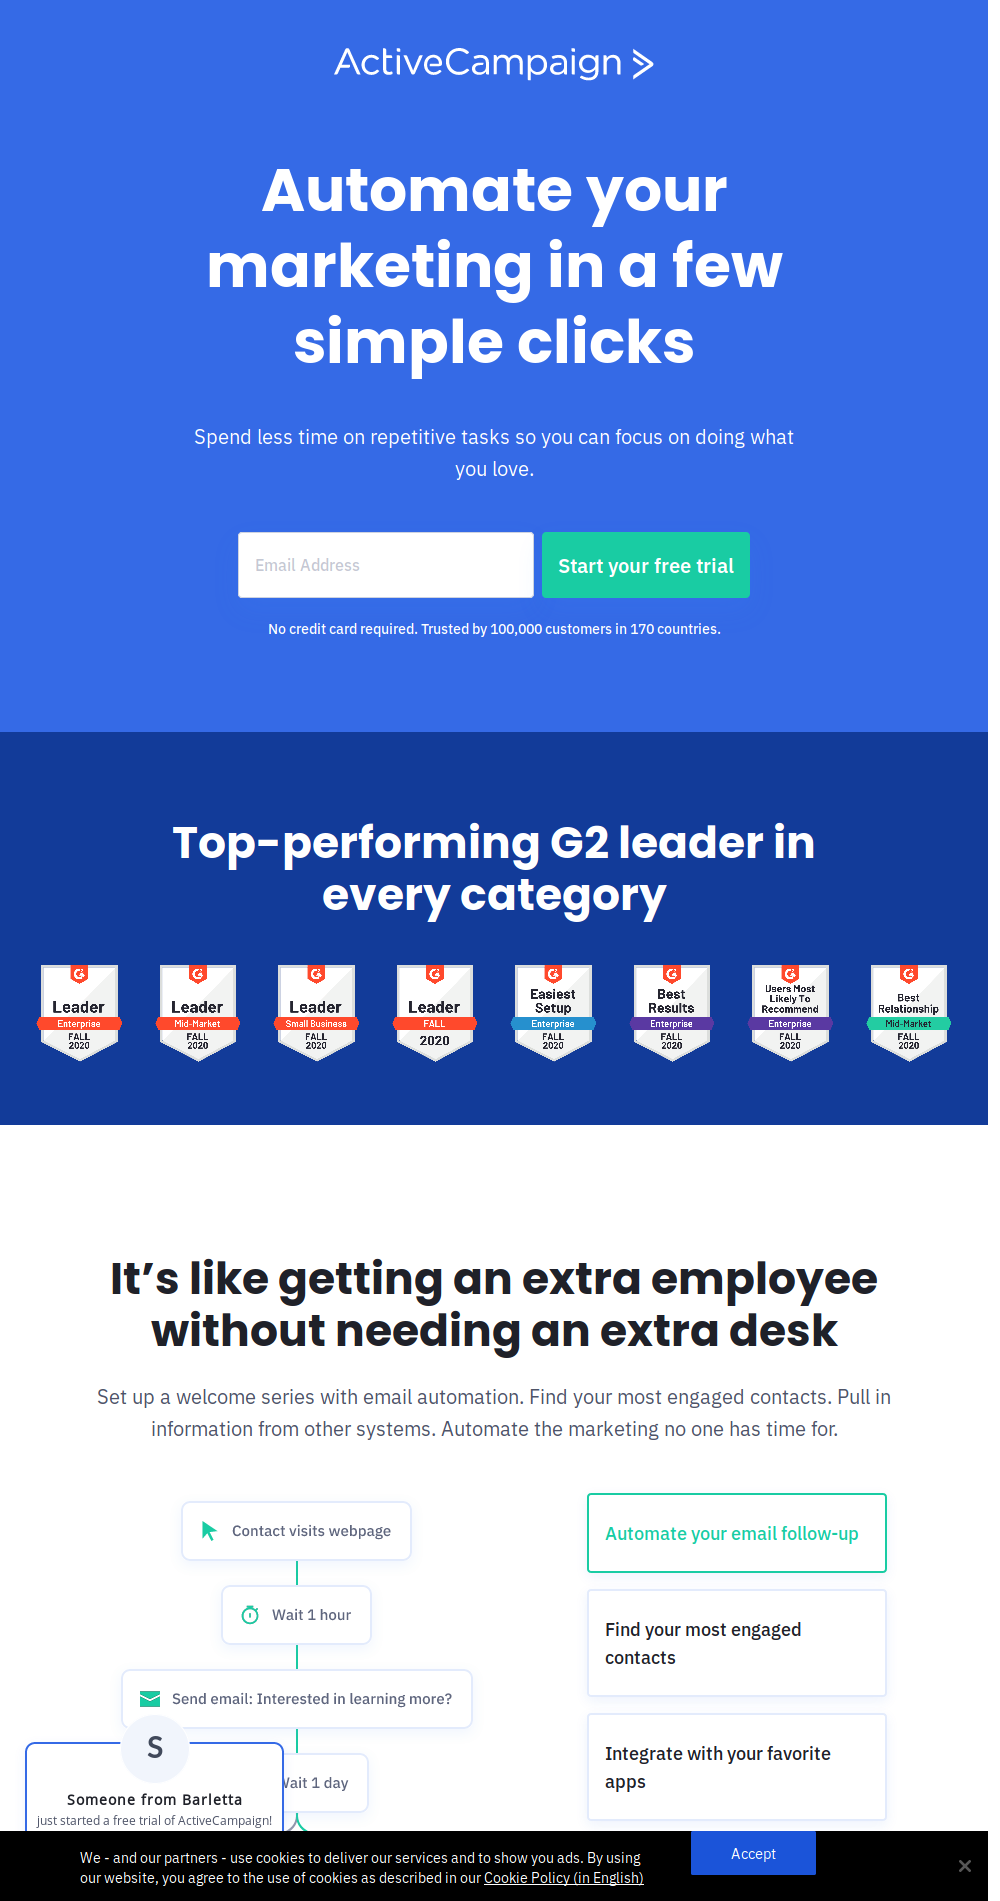 ActiveCampaign
Automate your
marketing in a few
simple clicks
Spend less time on repetitive tasks so you can focus on doing what
you love.
Email Address
Start your free trial
No credit card required. Trusted by 100,000 customers in 170 countries.
Top-performing G2 leader in
every category
Leader
Enterprise
FALL
2020
Leader
Mid-Market
FALL
2020
Leader
Small Business
FALL
2020
Leader
FALL
2020
Easiest
Setup
Enterprise
FALL
2020
Best
Results
Enterprise
FALL
2020
Users Most
Likely To
Recommend
Enterprise
FALL
2020
Best
Relationship
Mid-Market
FALL
2020
It’s like getting an extra employee
without needing an extra desk
Set up a welcome series with email automation. Find your most engaged contacts. Pull in
information from other systems. Automate the marketing no one has time for.
Contact visits webpage
Wait 1 hour
Send email: Interested in learning more?
Wait 1 day
Automate your email follow-up
Find your most engaged
contacts
Integrate with your favorite
apps
S
Someone from Barletta
just started a free trial of ActiveCampaign!
We - and our partners - use cookies to deliver our services and to show you ads. By using
our website, you agree to the use of cookies as described in our Cookie Policy (in English)
Accept